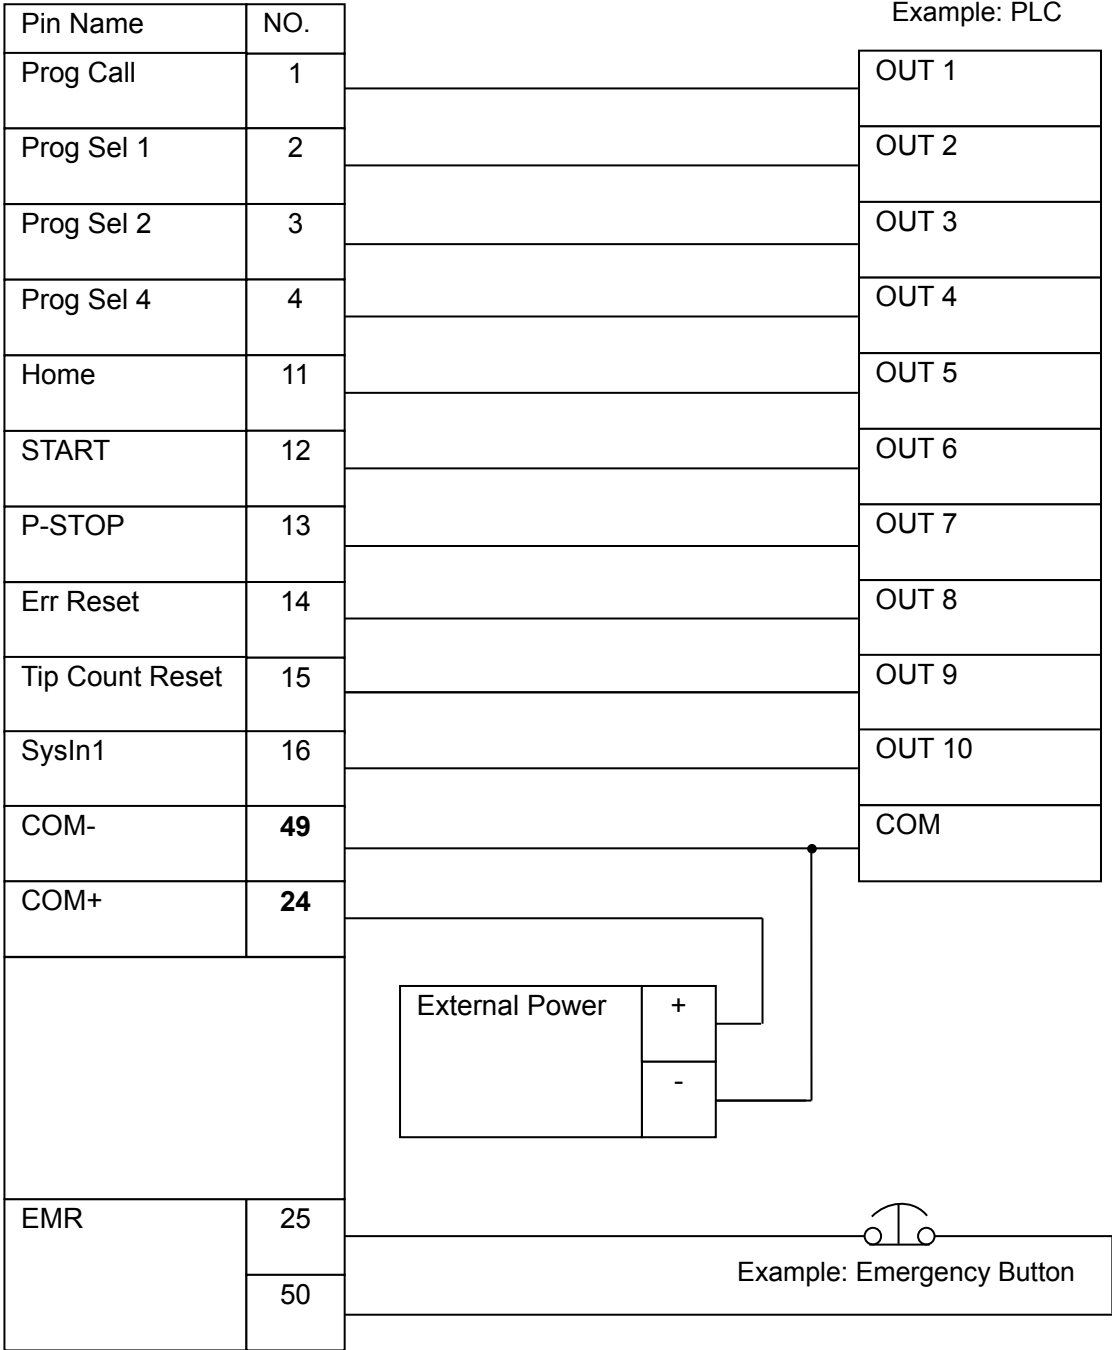 Example: PLC
Pin Name NO.
Prog Call 1 OUT 1
Prog Sel 1 2 OUT 2
Prog Sel 2 3 OUT 3
Prog Sel 4 4 OUT 4
Home 11 OUT 5
START 12 OUT 6
P-STOP 13 OUT 7
Err Reset 14 OUT 8
Tip Count Reset 15 OUT 9
SysIn1 16 OUT 10
COM- 49 COM
COM+ 24
External Power +
-
EMR 25
Example: Emergency Button
50